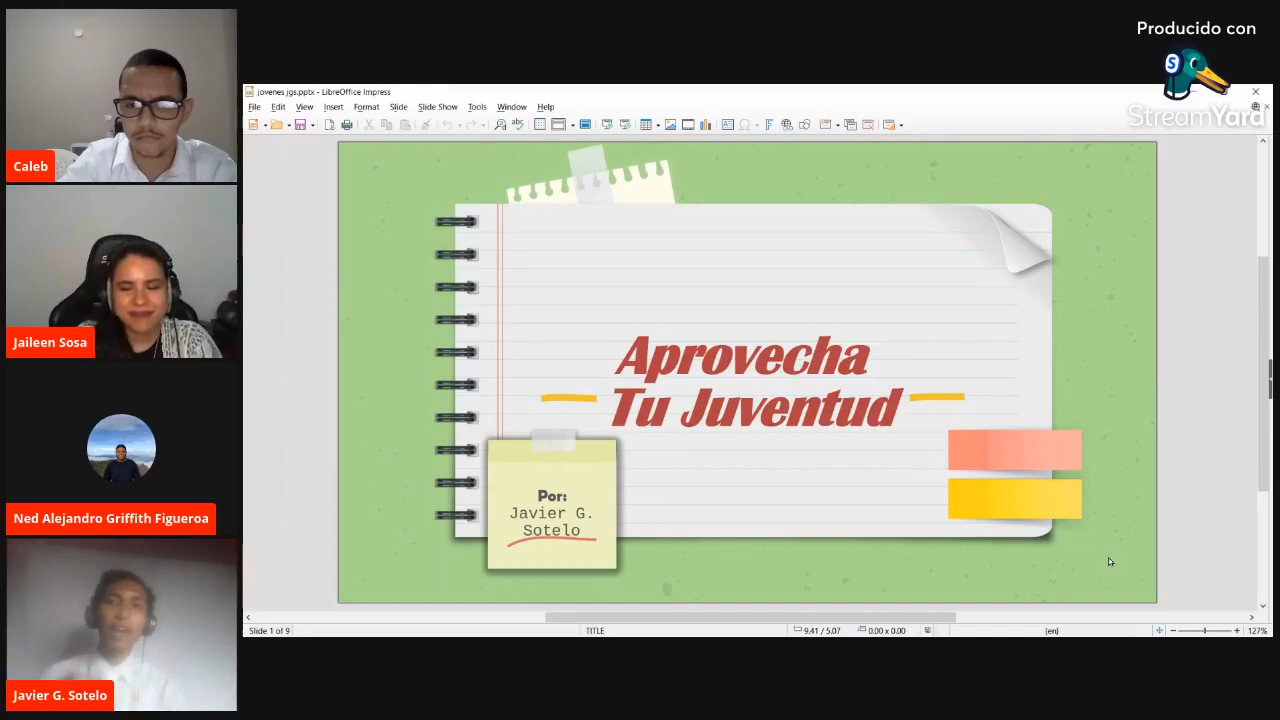 Producido con
S
StreamYard
Caleb
Jaileen Sosa
Ned Alejandro Griffith Figueroa
Javier G. Sotelo
jovenes jgs.pptx - LibreOffice Impress
File Edit View Insert Format Slide Slide Show Tools Window Help
Aprovecha
Tu Juventud
Por:
Javier G.
Sotelo
Slide 1 of 9 TITLE 9.41 / 5.07 0.00 x 0.00 (en) 127%